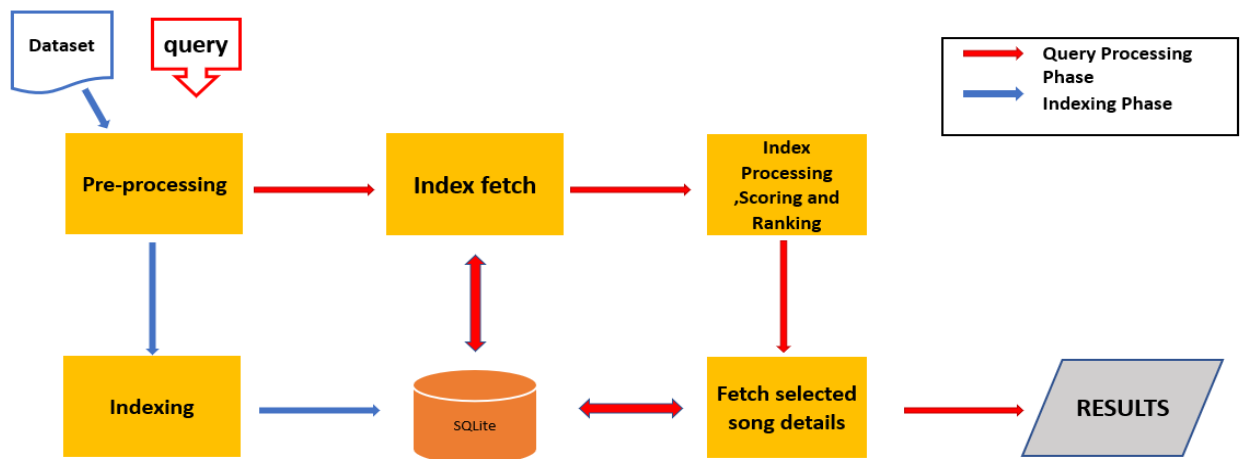 Dataset
query
Query Processing
Phase
Indexing Phase
Pre-processing
Index fetch
Index
Processing
,Scoring and
Ranking
Indexing
SQLite
Fetch selected
song details
RESULTS